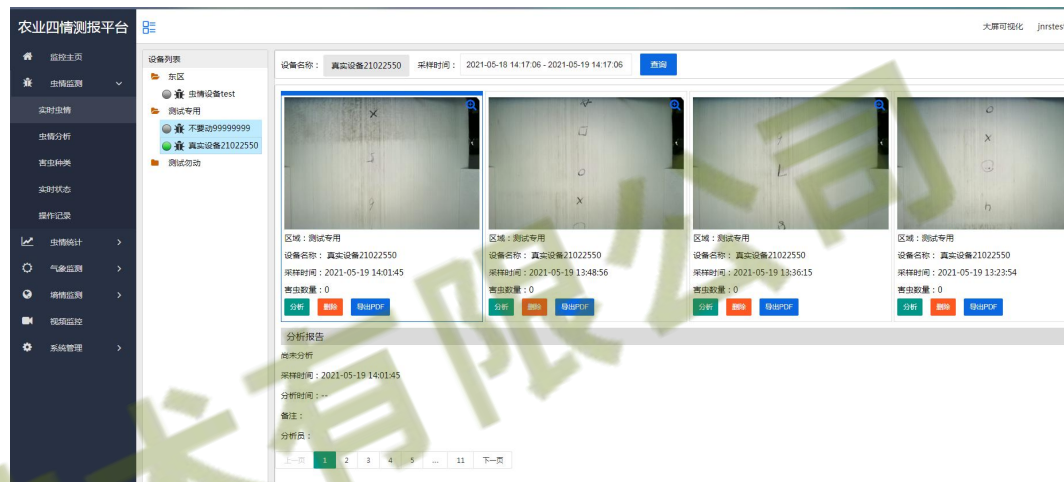 农业四情测报平台
大屏可视化 jnrstest
监控主页
虫情监测
实时虫情
虫情分析
害虫种类
实时状态
操作记录
虫情统计
气象监测
墒情监测
视频监控
系统管理
设备列表
东区
虫情设备test
测试专用
不要动99999999
真实设备21022550
测试勿动
设备名称： 真实设备21022550 采样时间： 2021-05-18 14:17:06 - 2021-05-19 14:17:06 查询
区域：测试专用
设备名称： 真实设备21022550
采样时间：2021-05-19 14:01:45
害虫数量：0
分析 删除 导出PDF
区域：测试专用
设备名称： 真实设备21022550
采样时间：2021-05-19 13:48:56
害虫数量：0
分析 删除 导出PDF
区域：测试专用
设备名称： 真实设备21022550
采样时间：2021-05-19 13:36:15
害虫数量：0
分析 删除 导出PDF
区域：测试专用
设备名称： 真实设备21022550
采样时间：2021-05-19 13:23:54
害虫数量：0
分析 删除 导出PDF
分析报告
尚未分析
采样时间：2021-05-19 14:01:45
分析时间：--
备注：
分析员：
上一页 1 2 3 4 5 ... 11 下一页
术有限公司